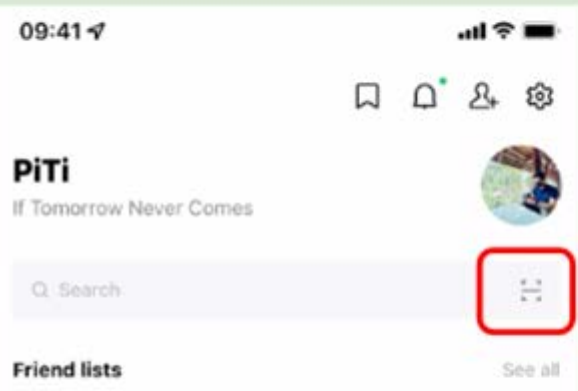 09:41
PiTi
If Tomorrow Never Comes
Search
Friend lists See all